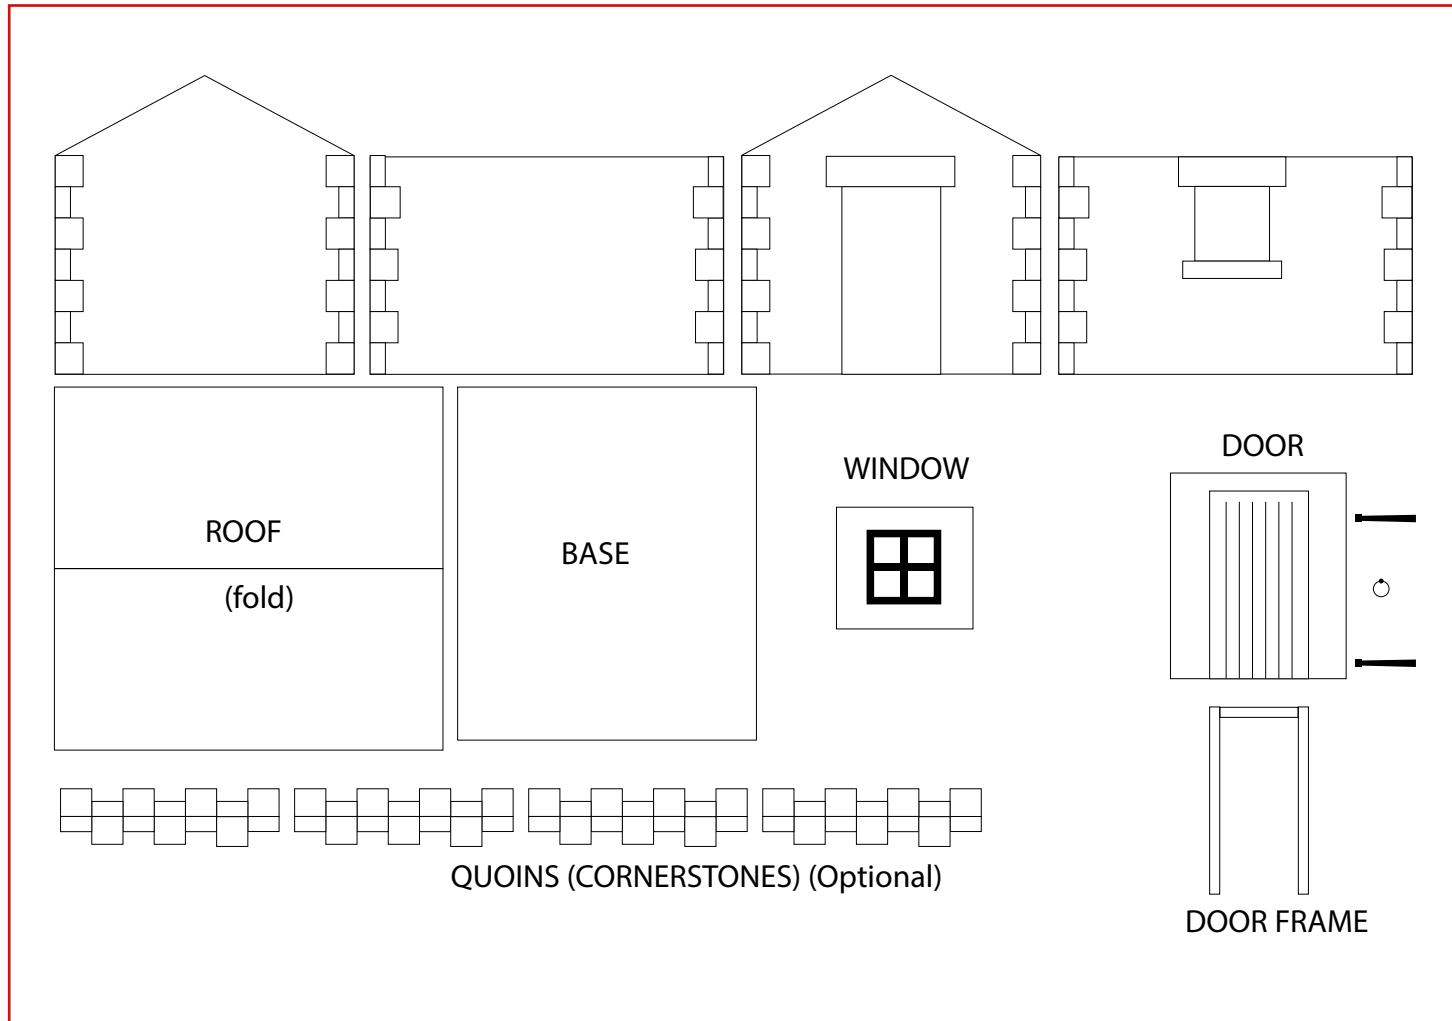 DOOR
WINDOW
ROOF
BASE
(fold)
QUOINS (CORNERSTONES) (Optional)
DOOR FRAME